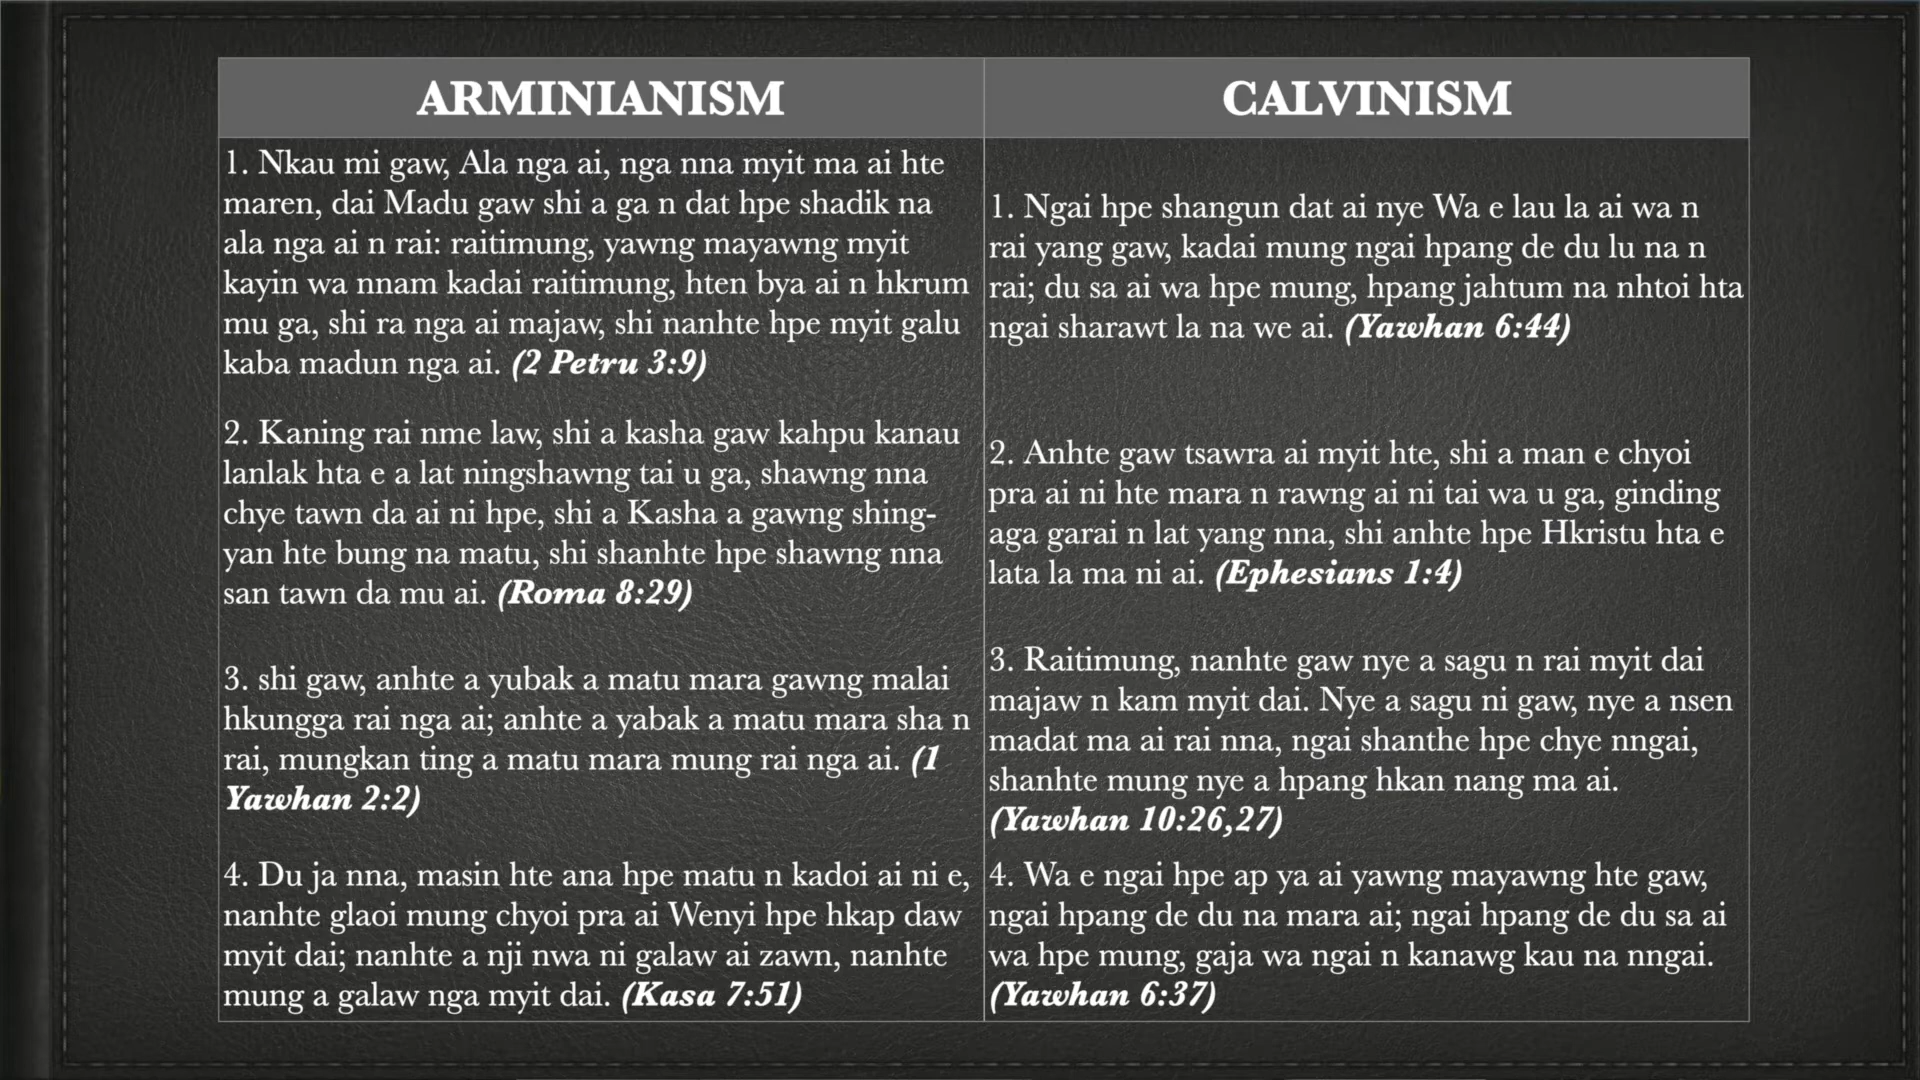 ARMINIANISM
1. Nkau mi gaw, Ala nga ai, nga nna myit ma ai hte
maren, dai Madu gaw shi a ga n dat hpe shadik na
ala nga ai n rai: raitimung, yawng mayawng myit
kayin wa nnam kadai raitimung, hten bya ai n hkrum
mu ga, shi ra nga ai majaw, shi nanhte hpe myit galu
kaba madun nga ai. (2 Petru 3:9)
2. Kaning rai nme law, shi a kasha gaw kahpu kanau
lanlak hta e a lat ningshawng tai u ga, shawng nna
chye tawn da ai ni hpe, shi a Kasha a gawng shing-
yan hte bung na matu, shi shanhte hpe shawng nna
san tawn da mu ai. (Roma 8:29)
3. shi gaw, anhte a yubak a matu mara gawng malai
hkungga rai nga ai; anhte a yabak a matu mara sha n
rai, mungkan ting a matu mara mung rai nga ai. (1
Yawhan 2:2)
4. Du ja nna, masin hte ana hpe matu n kadoi ai ni e,
nanhte glaoi mung chyoi pra ai Wenyi hpe hkap daw
myit dai; nanhte a nji nwa ni galaw ai zawn, nanhte
mung a galaw nga myit dai. (Kasa 7:51)
CALVINISM
1. Ngai hpe shangun dat ai nye Wa e lau la ai wa n
rai yang gaw, kadai mung ngai hpang de du lu na n
rai; du sa ai wa hpe mung, hpang jahtum na nhtoi hta
ngai sharawt la na we ai. (Yawhan 6:44)
2. Anhte gaw tsawra ai myit hte, shi a man e chyoi
pra ai ni hte mara n rawng ai ni tai wa u ga, ginding
aga garai n lat yang nna, shi anhte hpe Hkristu hta e
lata la ma ni ai. (Ephesians 1:4)
3. Raitimung, nanhte gaw nye a sagu n rai myit dai
majaw n kam myit dai. Nye a sagu ni gaw, nye a nsen
madat ma ai rai nna, ngai shanthe hpe chye nngai,
shanhte mung nye a hpang hkan nang ma ai.
(Yawhan 10:26,27)
4. Wa e ngai hpe ap ya ai yawng mayawng hte gaw,
ngai hpang de du na mara ai; ngai hpang de du sa ai
wa hpe mung, gaja wa ngai n kanawg kau na nngai.
(Yawhan 6:37)